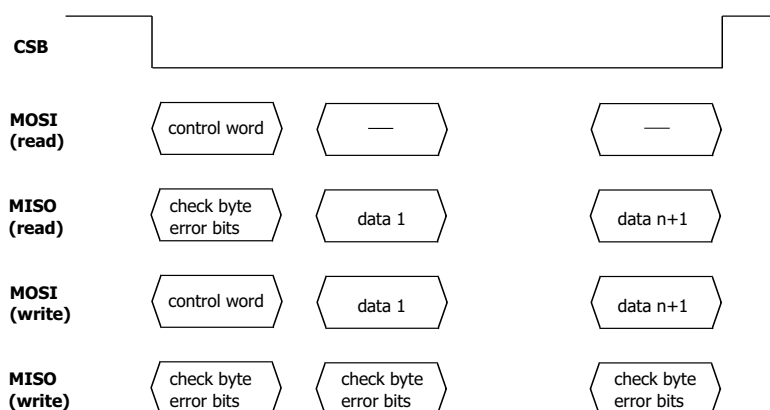 CSB
MOSI
(read)
control word
—
—
MISO
(read)
check byte
error bits
data 1
data n+1
MOSI
(write)
control word
data 1
data n+1
MISO
(write)
check byte
error bits
check byte
error bits
check byte
error bits